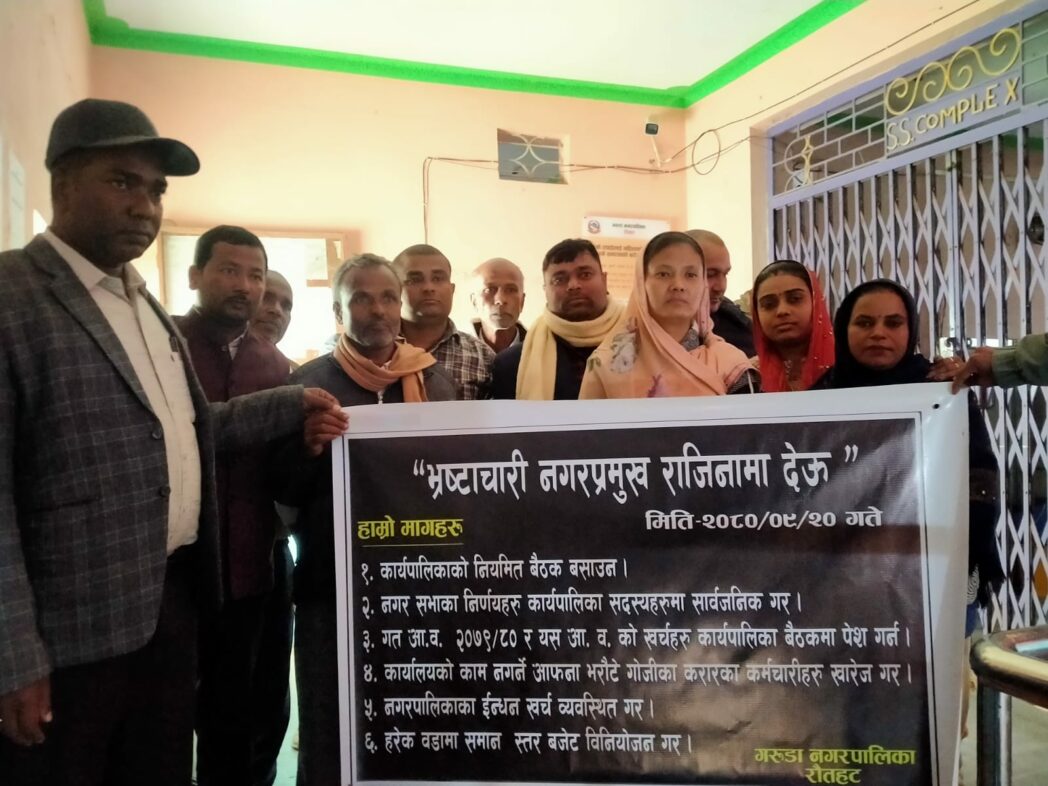 S.S. COMPLEX
"भ्रष्टाचारी नगरप्रमुख राजिनामा देऊ"
मिति-२०८०/०९/२० गते
हाम्रो मागहरू
१. कार्यपालिकाको नियमित बैठक बसाउन ।
२. नगर सभाका निर्णयहरु कार्यपालिका सदस्यहरुमा सार्वजनिक गर ।
३. गत आ.व. २०७९/८० र यस आ. व. को खर्चहरु कार्यपालिका बैठकमा पेश गर्न ।
४. कार्यालयको काम नगर्ने आफना भरौटे गोजीका करारका कर्मचारीहरु खारेज गर ।
५. नगरपालिकाका ईन्धन खर्च व्यवस्थित गर ।
६. हरेक वडामा समान स्तर बजेट विनियोजन गर ।
गरुडा नगरपालिका
रौतहट